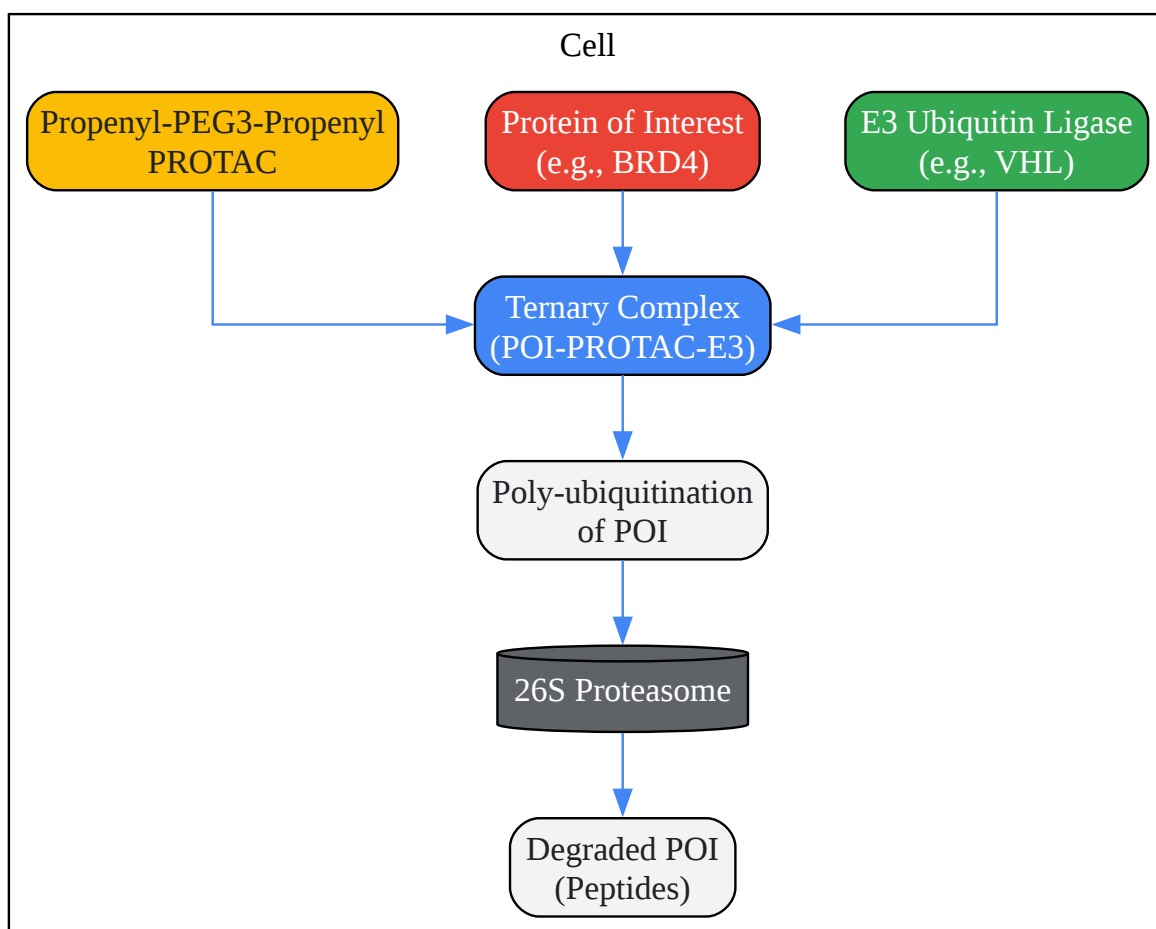 Cell
Propenyl-PEG3-Propenyl
PROTAC
Protein of Interest
(e.g., BRD4)
E3 Ubiquitin Ligase
(e.g., VHL)
Ternary Complex
(POI-PROTAC-E3)
Poly-ubiquitination
of POI
26S Proteasome
Degraded POI
(Peptides)